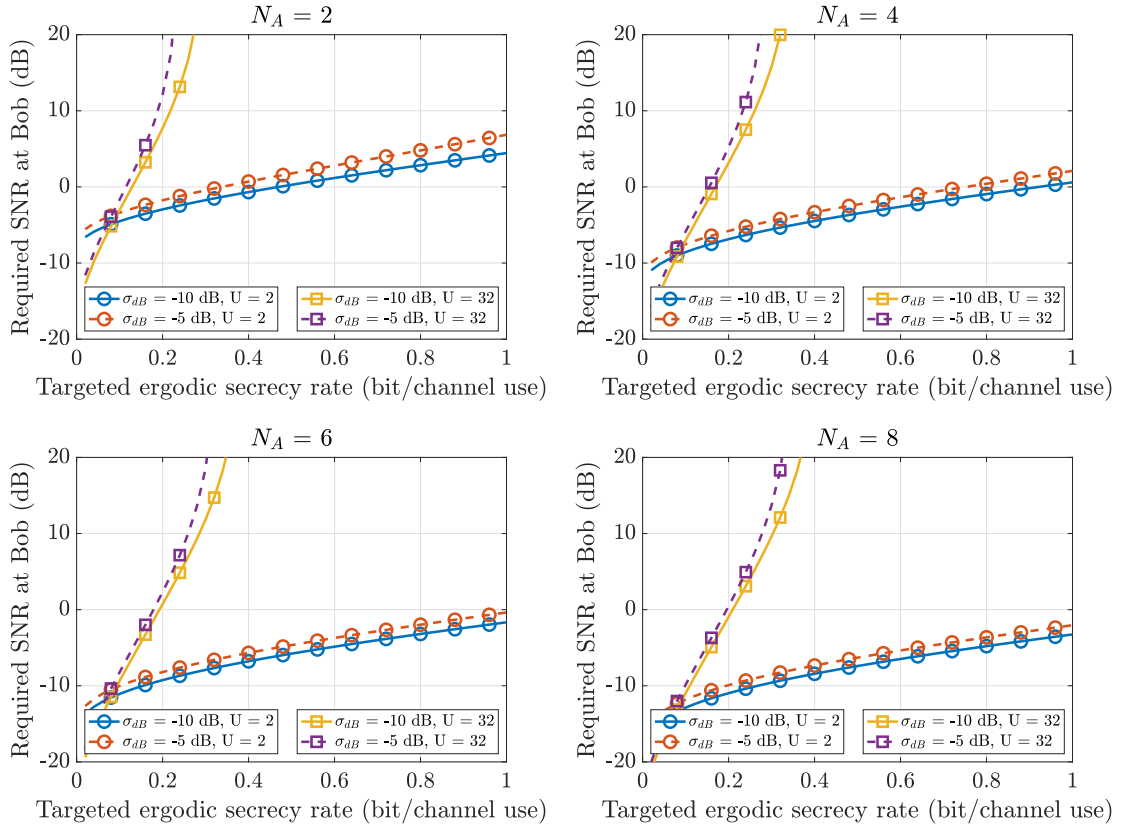 N_A = 2
Required SNR at Bob (dB)
20
10
0
-10
-20
σ_dB = -10 dB, U = 2
σ_dB = -5 dB, U = 2
σ_dB = -10 dB, U = 32
σ_dB = -5 dB, U = 32
0 0.2 0.4 0.6 0.8 1
Targeted ergodic secrecy rate (bit/channel use)
N_A = 4
Required SNR at Bob (dB)
20
10
0
-10
-20
σ_dB = -10 dB, U = 2
σ_dB = -5 dB, U = 2
σ_dB = -10 dB, U = 32
σ_dB = -5 dB, U = 32
0 0.2 0.4 0.6 0.8 1
Targeted ergodic secrecy rate (bit/channel use)
N_A = 6
Required SNR at Bob (dB)
20
10
0
-10
-20
σ_dB = -10 dB, U = 2
σ_dB = -5 dB, U = 2
σ_dB = -10 dB, U = 32
σ_dB = -5 dB, U = 32
0 0.2 0.4 0.6 0.8 1
Targeted ergodic secrecy rate (bit/channel use)
N_A = 8
Required SNR at Bob (dB)
20
10
0
-10
-20
σ_dB = -10 dB, U = 2
σ_dB = -5 dB, U = 2
σ_dB = -10 dB, U = 32
σ_dB = -5 dB, U = 32
0 0.2 0.4 0.6 0.8 1
Targeted ergodic secrecy rate (bit/channel use)